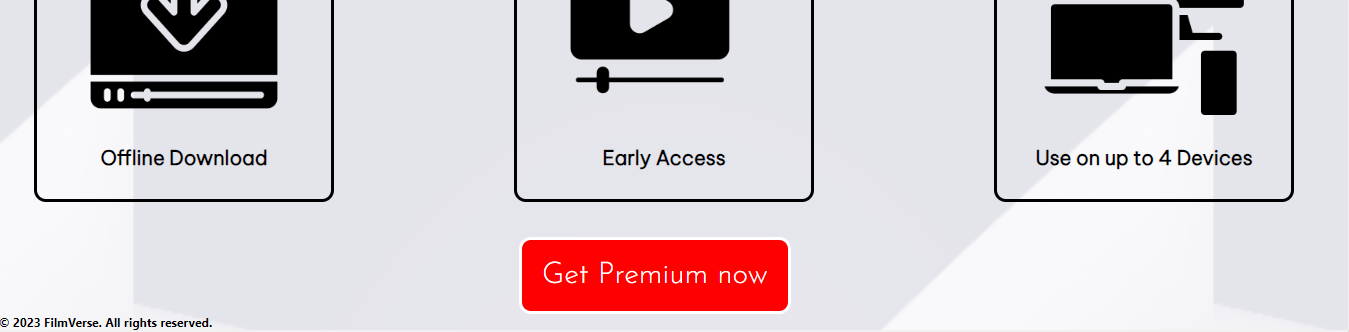 Offline Download
Early Access
Use on up to 4 Devices
Get Premium now
© 2023 FilmVerse. All rights reserved.